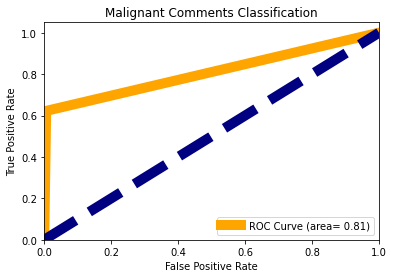 Malignant Comments Classification
True Positive Rate
1.0
0.8
0.6
0.4
0.2
0.0
ROC Curve (area= 0.81)
0.0 0.2 0.4 0.6 0.8 1.0
False Positive Rate